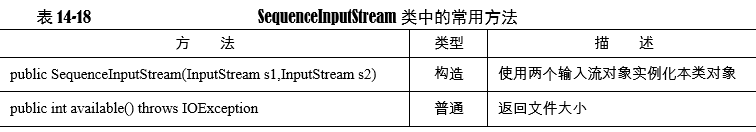 表 14-18 SequenceInputStream 类中的常用方法
方 法 类型 描 述
public SequenceInputStream(InputStream s1,InputStream s2) 构造 使用两个输入流对象实例化本类对象
public int available() throws IOException 普通 返回文件大小